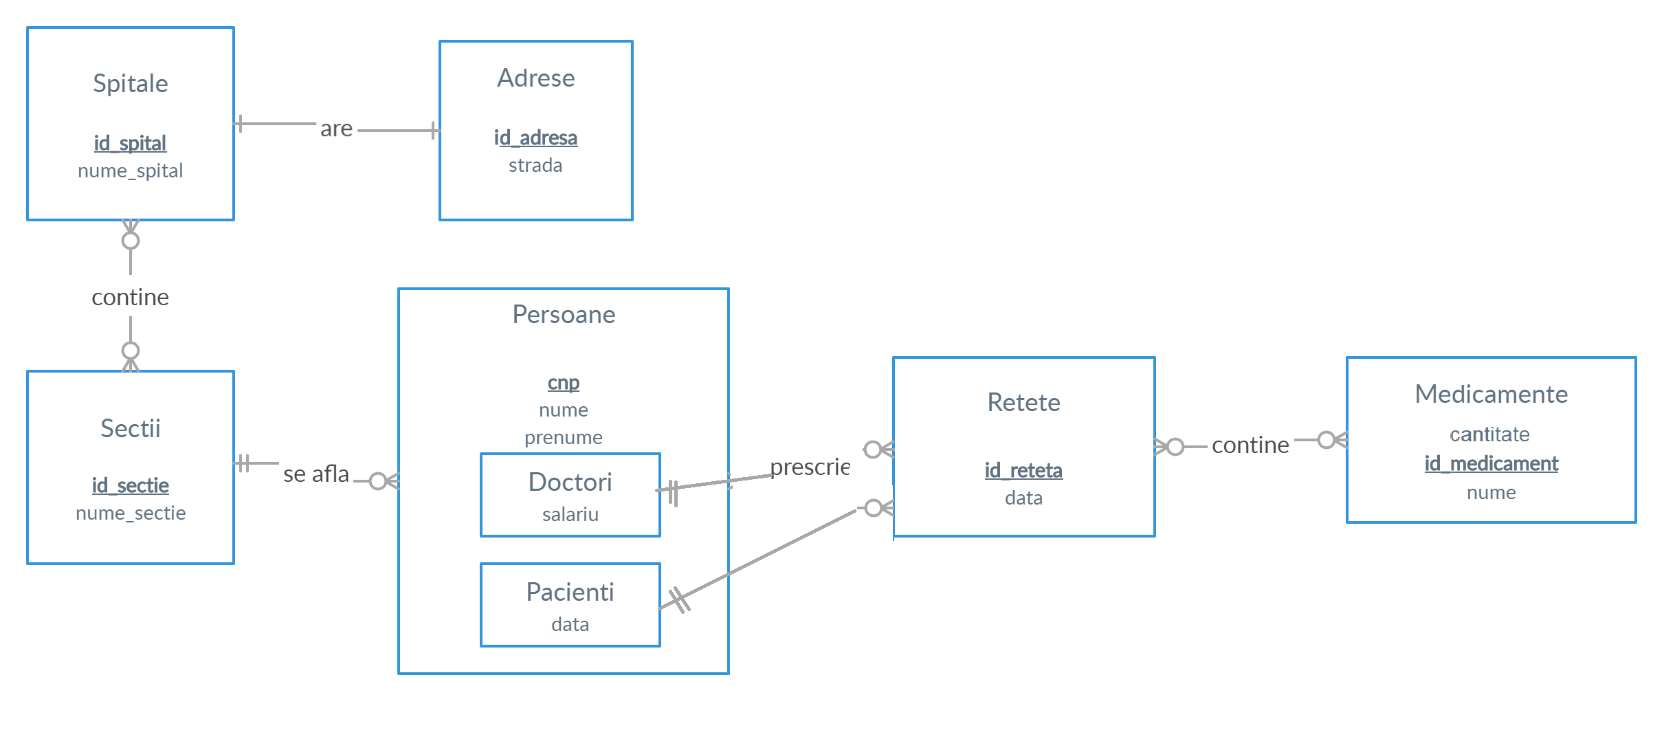 Spitale
id_spital
nume_spital
are
Adrese
id_adresa
strada
contine
Sectii
id_sectie
nume_sectie
se afla
Persoane
cnp
nume
prenume
Doctori
salariu
Pacienti
data
prescrie
Retete
id_reteta
data
contine
Medicamente
cantitate
id_medicament
nume